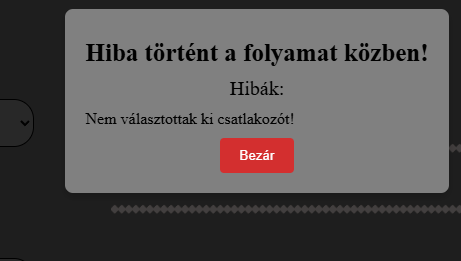 Hiba történt a folyamat közben!
Hibák:
Nem választottak ki csatlakozót!
Bezár